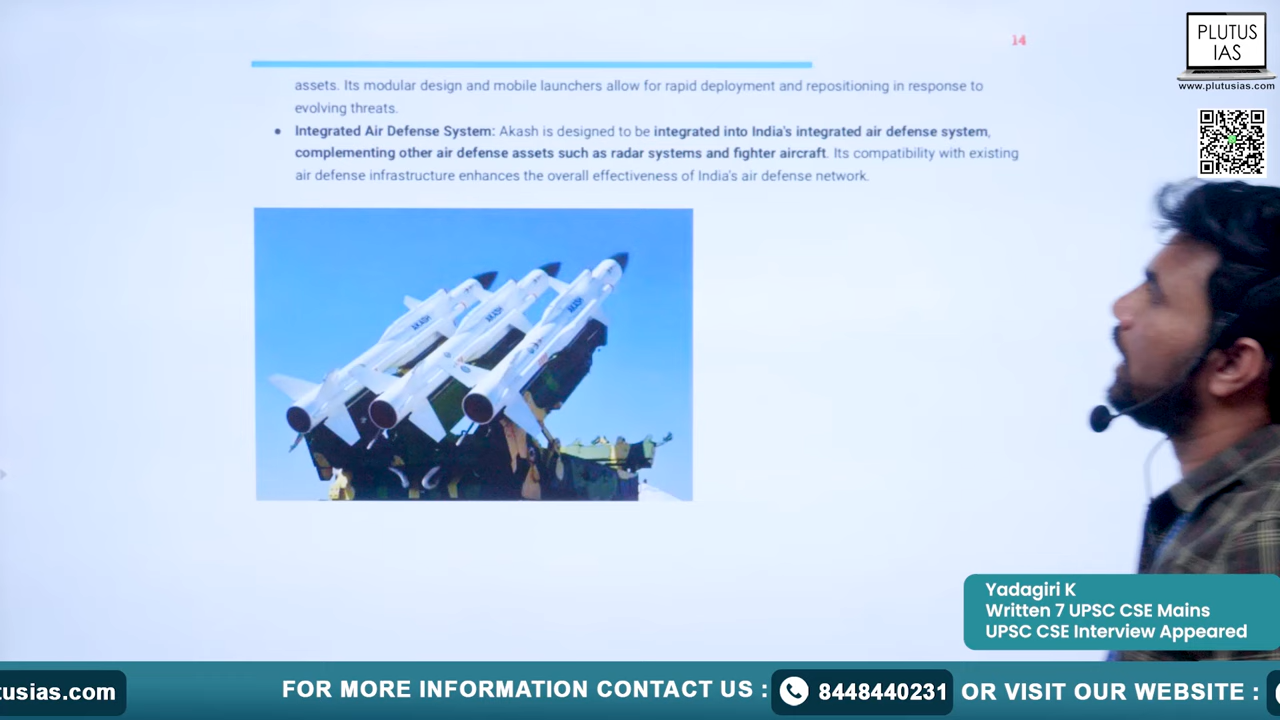 14
PLUTUS
IAS
www.plutusias.com
assets. Its modular design and mobile launchers allow for rapid deployment and repositioning in response to
evolving threats.
● Integrated Air Defense System: Akash is designed to be integrated into India's integrated air defense system,
complementing other air defense assets such as radar systems and fighter aircraft. Its compatibility with existing
air defense infrastructure enhances the overall effectiveness of India's air defense network.
AKASH
AKASH
AKASH
Yadagiri K
Written 7 UPSC CSE Mains
UPSC CSE Interview Appeared
tusias.com
FOR MORE INFORMATION CONTACT US :
8448440231
OR VISIT OUR WEBSITE :